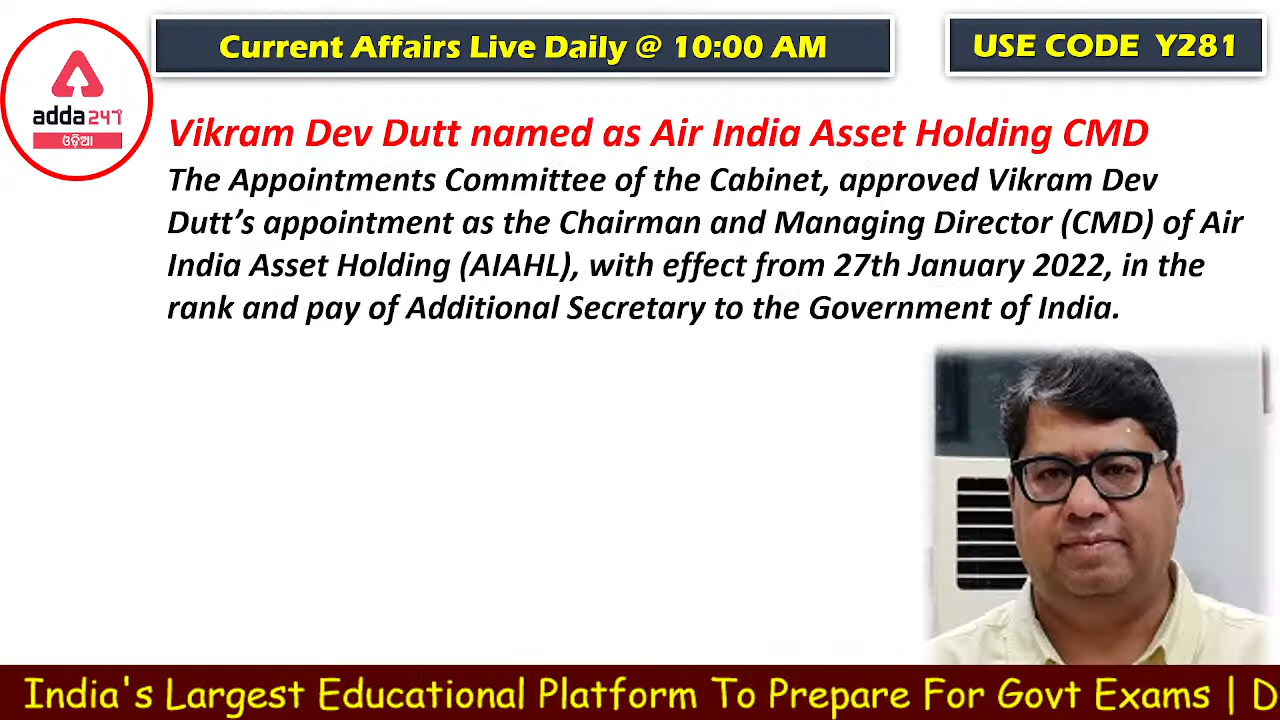 Current Affairs Live Daily @ 10:00 AM
USE CODE Y281
adda247
ଓଡ଼ିଆ
Vikram Dev Dutt named as Air India Asset Holding CMD
The Appointments Committee of the Cabinet, approved Vikram Dev
Dutt’s appointment as the Chairman and Managing Director (CMD) of Air
India Asset Holding (AIAHL), with effect from 27th January 2022, in the
rank and pay of Additional Secretary to the Government of India.
India's Largest Educational Platform To Prepare For Govt Exams | D